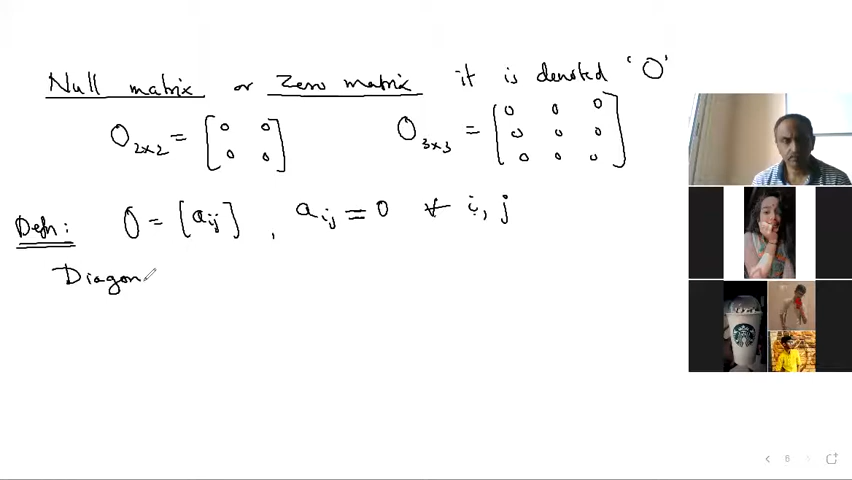 Null matrix or Zero matrix it is denoted 'O'
O2x2 = [0 0
0 0]
O3x3 = [0 0 0
0 0 0
0 0 0]
Defn: O = [aij], aij = 0 ∀ i, j
Diagon
8